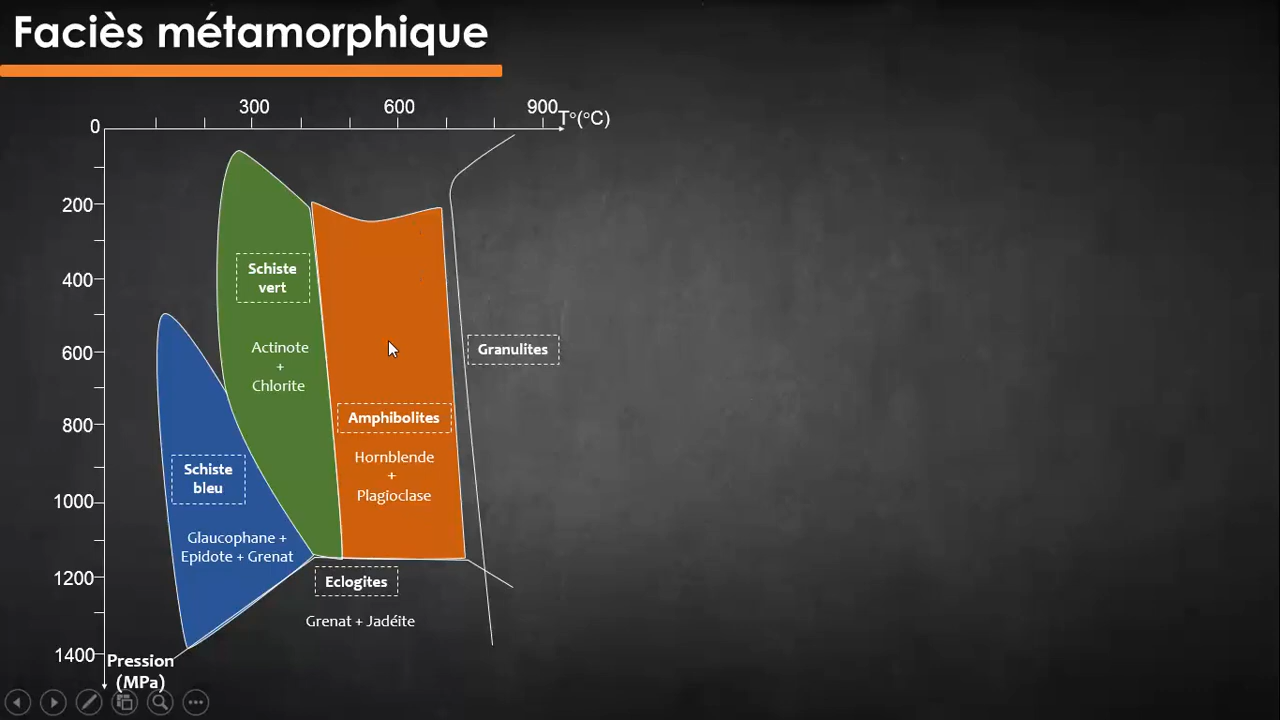 Faciès métamorphique
300 600 900 T°(°C)
0
200
400
600
800
1000
1200
1400
Pression
(MPa)
Schiste
vert
Actinote
+
Chlorite
Schiste
bleu
Glaucophane +
Epidote + Grenat
Amphibolites
Hornblende
+
Plagioclase
Granulites
Eclogites
Grenat + Jadéite